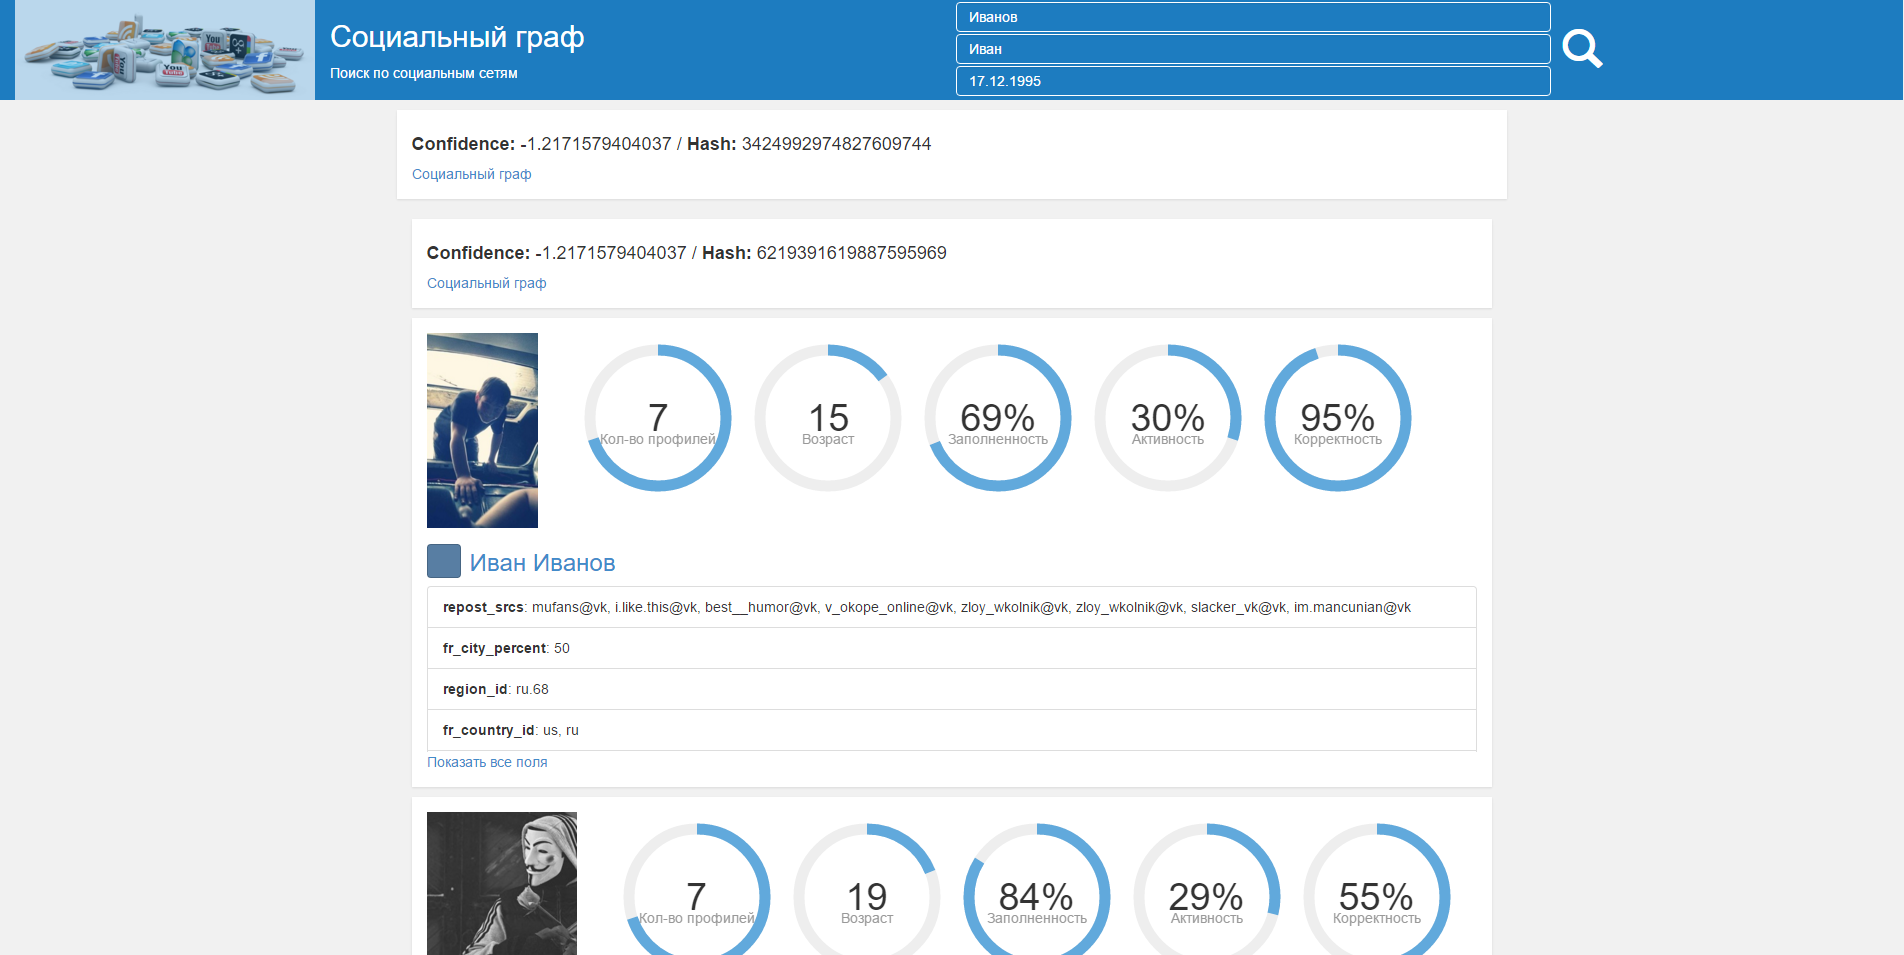 Социальный граф
Поиск по социальным сетям
Иванов
Иван
17.12.1995
Confidence: -1.2171579404037 / Hash: 3424992974827609744
Социальный граф
Confidence: -1.2171579404037 / Hash: 6219391619887595969
Социальный граф
7
Кол-во профилей
15
Возраст
69%
Заполненность
30%
Активность
95%
Корректность
Иван Иванов
repost_srcs: mufans@vk, i.like.this@vk, best__humor@vk, v_okope_online@vk, zloy_wkolnik@vk, zloy_wkolnik@vk, slacker_vk@vk, im.mancunian@vk
fr_city_percent: 50
region_id: ru.68
fr_country_id: us, ru
Показать все поля
7
Кол-во профилей
19
Возраст
84%
Заполненность
29%
Активность
55%
Корректность